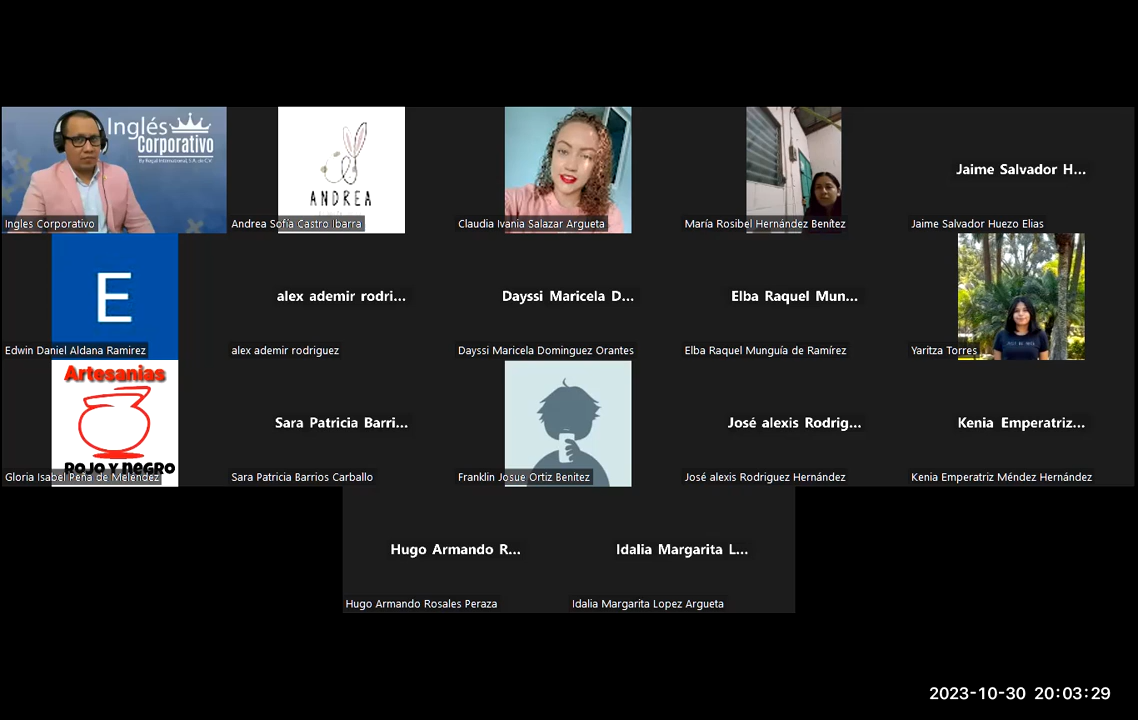 Inglés
Corporativo
By Royal International, S.A. de C.V.
Ingles Corporativo
ANDREA
Andrea Sofía Castro Ibarra
Claudia Ivania Salazar Argueta
María Rosibel Hernández Benítez
Jaime Salvador H...
Jaime Salvador Huezo Elias
E
Edwin Daniel Aldana Ramirez
alex ademir rodri...
alex ademir rodriguez
Dayssi Maricela D...
Dayssi Maricela Dominguez Orantes
Elba Raquel Mun...
Elba Raquel Munguía de Ramírez
Yaritza Torres
Artesanias
Rojo y Negro
Gloria Isabel Peña de Meléndez
Sara Patricia Barri...
Sara Patricia Barrios Carballo
Franklin Josue Ortiz Benitez
José alexis Rodrig...
José alexis Rodriguez Hernández
Kenia Emperatriz...
Kenia Emperatriz Méndez Hernández
Hugo Armando R...
Hugo Armando Rosales Peraza
Idalia Margarita L...
Idalia Margarita Lopez Argueta
2023-10-30 20:03:29